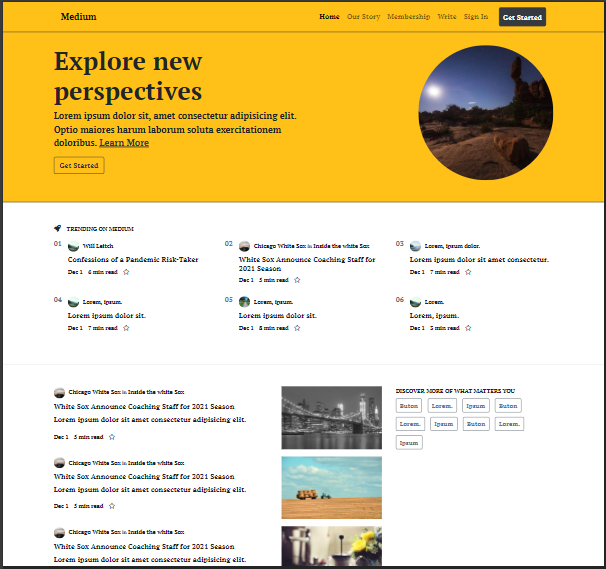 Medium
Home Our Story Membership Write Sign In Get Started
Explore new
perspectives
Lorem ipsum dolor sit, amet consectetur adipisicing elit.
Optio maiores harum laborum soluta exercitationem
doloribus. Learn More
Get Started
TRENDING ON MEDIUM
01 Will Leitch
Confessions of a Pandemic Risk-Taker
Dec 1 6 min read
02 Chicago White Sox in Inside the white Sox
White Sox Announce Coaching Staff for
2021 Season
Dec 1 5 min read
03 Lorem, ipsum dolor.
Lorem ipsum dolor sit amet consectetur.
Dec 1 7 min read
04 Lorem, ipsum.
Lorem ipsum dolor sit.
Dec 1 7 min read
05 Lorem, ipsum.
Lorem ipsum dolor sit.
Dec 1 8 min read
06 Lorem.
Lorem, ipsum.
Dec 1 5 min read
Chicago White Sox in Inside the white Sox
White Sox Announce Coaching Staff for 2021 Season
Lorem ipsum dolor sit amet consectetur adipisicing elit.
Dec 1 5 min read
Chicago White Sox in Inside the white Sox
White Sox Announce Coaching Staff for 2021 Season
Lorem ipsum dolor sit amet consectetur adipisicing elit.
Dec 1 5 min read
Chicago White Sox in Inside the white Sox
White Sox Announce Coaching Staff for 2021 Season
Lorem ipsum dolor sit amet consectetur adipisicing elit.
DISCOVER MORE OF WHAT MATTERS YOU
Buton Lorem. Ipsum Buton
Lorem. Ipsum Buton Lorem.
Ipsum